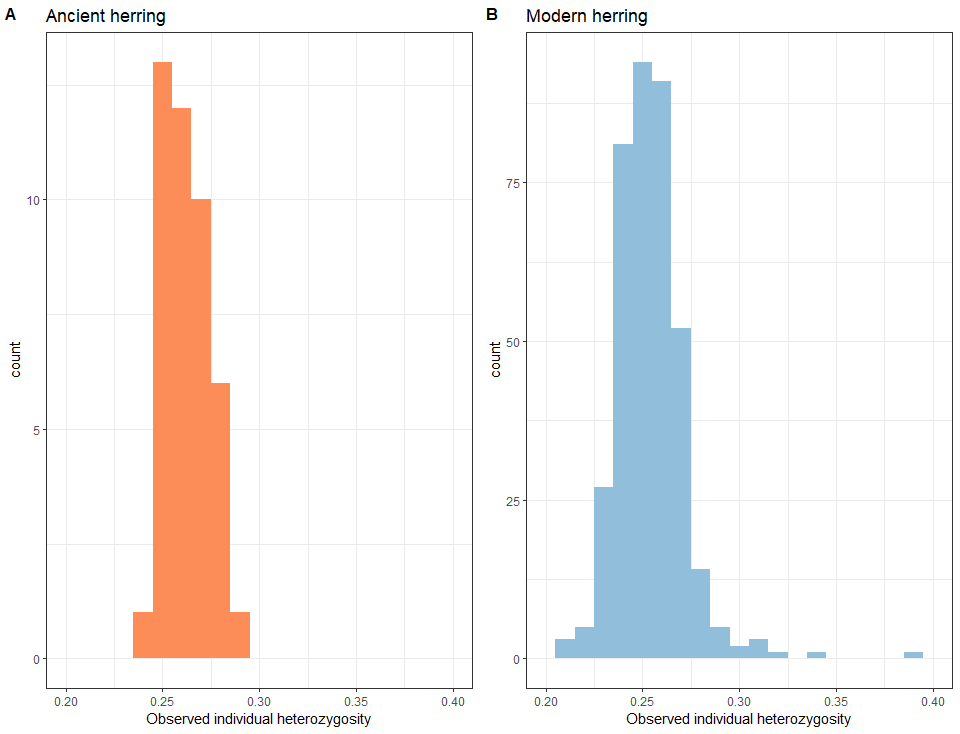 A Ancient herring
count
10
5
0
0.20 0.25 0.30 0.35 0.40
Observed individual heterozygosity
B Modern herring
count
75
50
25
0
0.20 0.25 0.30 0.35 0.40
Observed individual heterozygosity